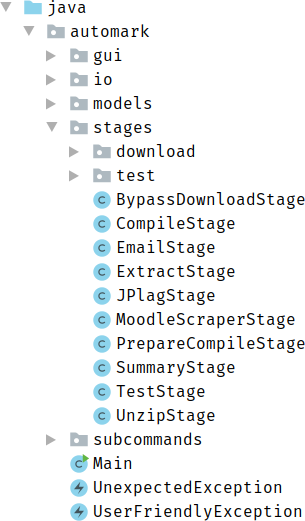 java
automark
gui
io
models
stages
download
test
BypassDownloadStage
CompileStage
EmailStage
ExtractStage
JPlagStage
MoodleScraperStage
PrepareCompileStage
SummaryStage
TestStage
UnzipStage
subcommands
Main
UnexpectedException
UserFriendlyException